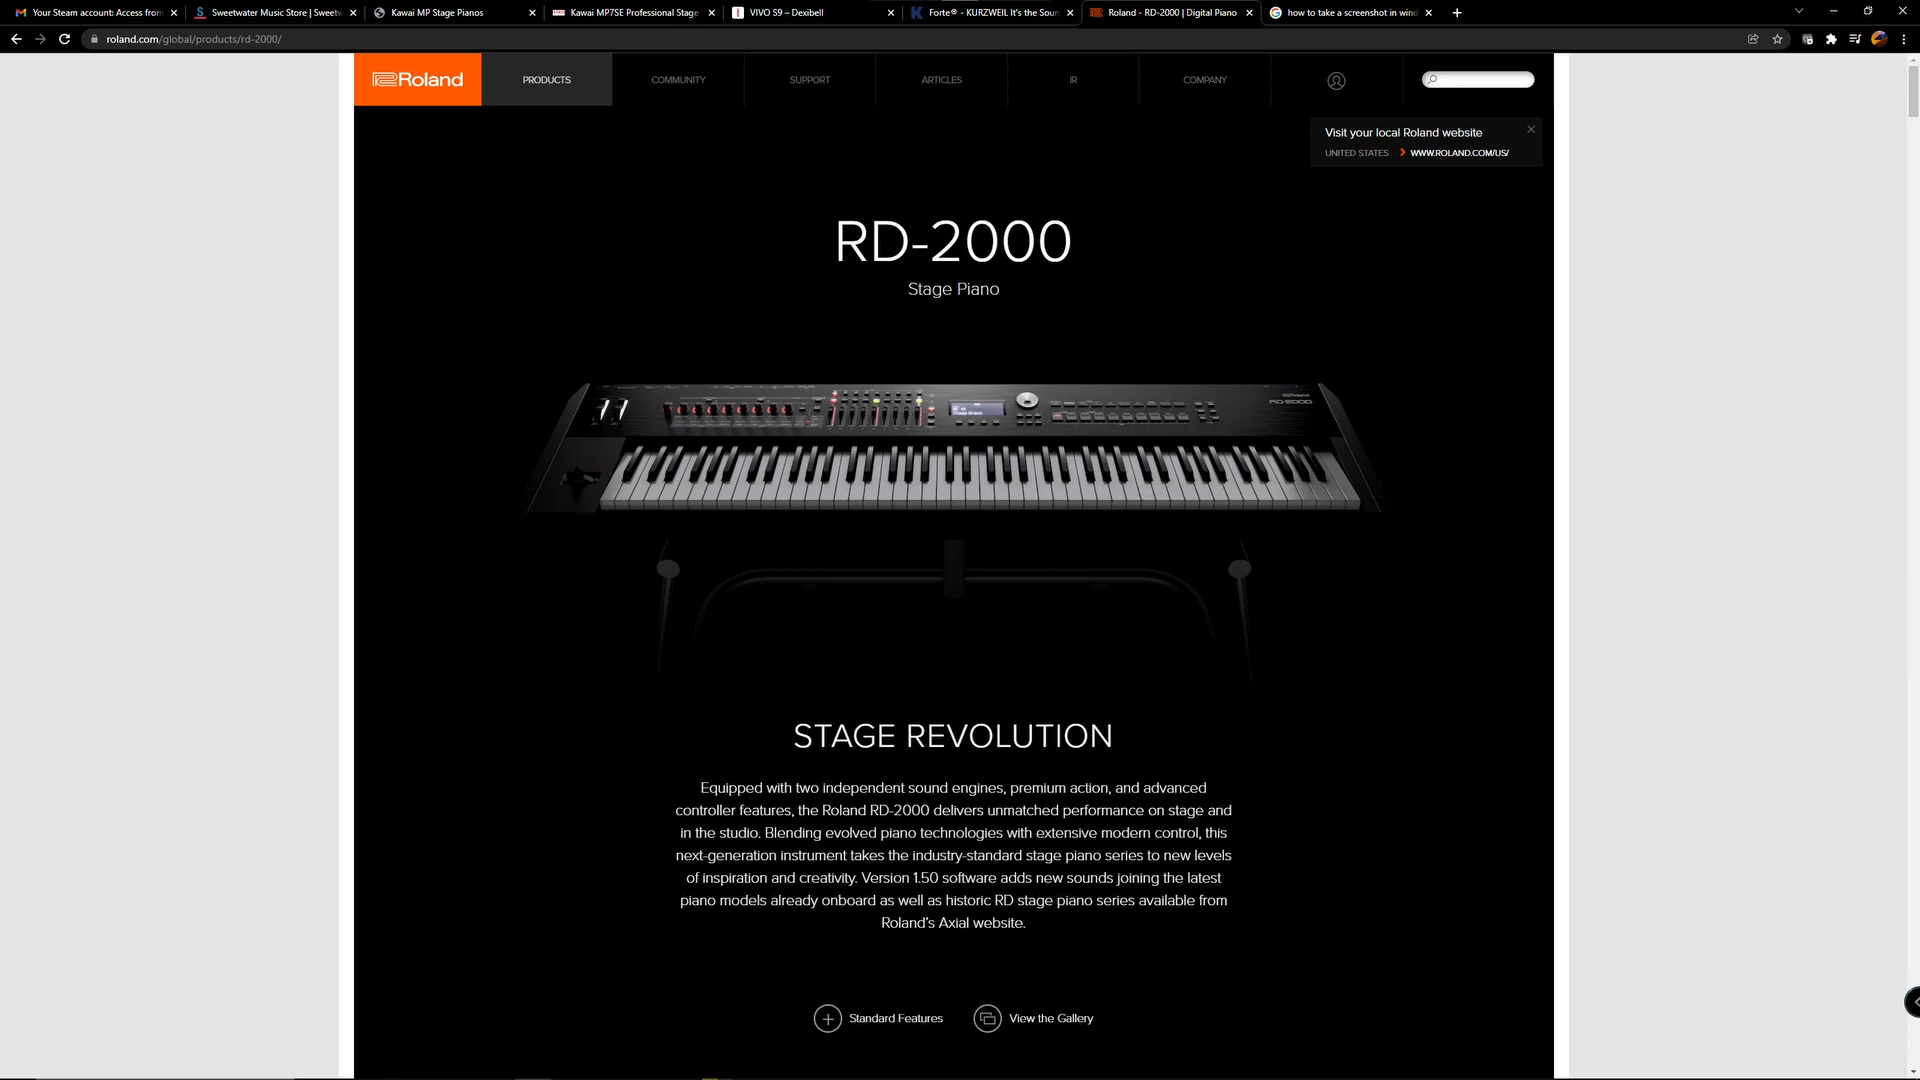 Your Steam account: Access from
Sweetwater Music Store | Sweetw
Kawai MP Stage Pianos
Kawai MP7SE Professional Stage
VIVO S9 – Dexibell
Forte® - KURZWEIL It's the Soun
Roland - RD-2000 | Digital Piano
how to take a screenshot in wind
roland.com/global/products/rd-2000/
Roland
PRODUCTS
COMMUNITY
SUPPORT
ARTICLES
IR
COMPANY
Visit your local Roland website
UNITED STATES > WWW.ROLAND.COM/US/
RD-2000
Stage Piano
Roland
RD-2000
STAGE REVOLUTION
Equipped with two independent sound engines, premium action, and advanced
controller features, the Roland RD-2000 delivers unmatched performance on stage and
in the studio. Blending evolved piano technologies with extensive modern control, this
next-generation instrument takes the industry-standard stage piano series to new levels
of inspiration and creativity. Version 1.50 software adds new sounds joining the latest
piano models already onboard as well as historic RD stage piano series available from
Roland's Axial website.
Standard Features
View the Gallery